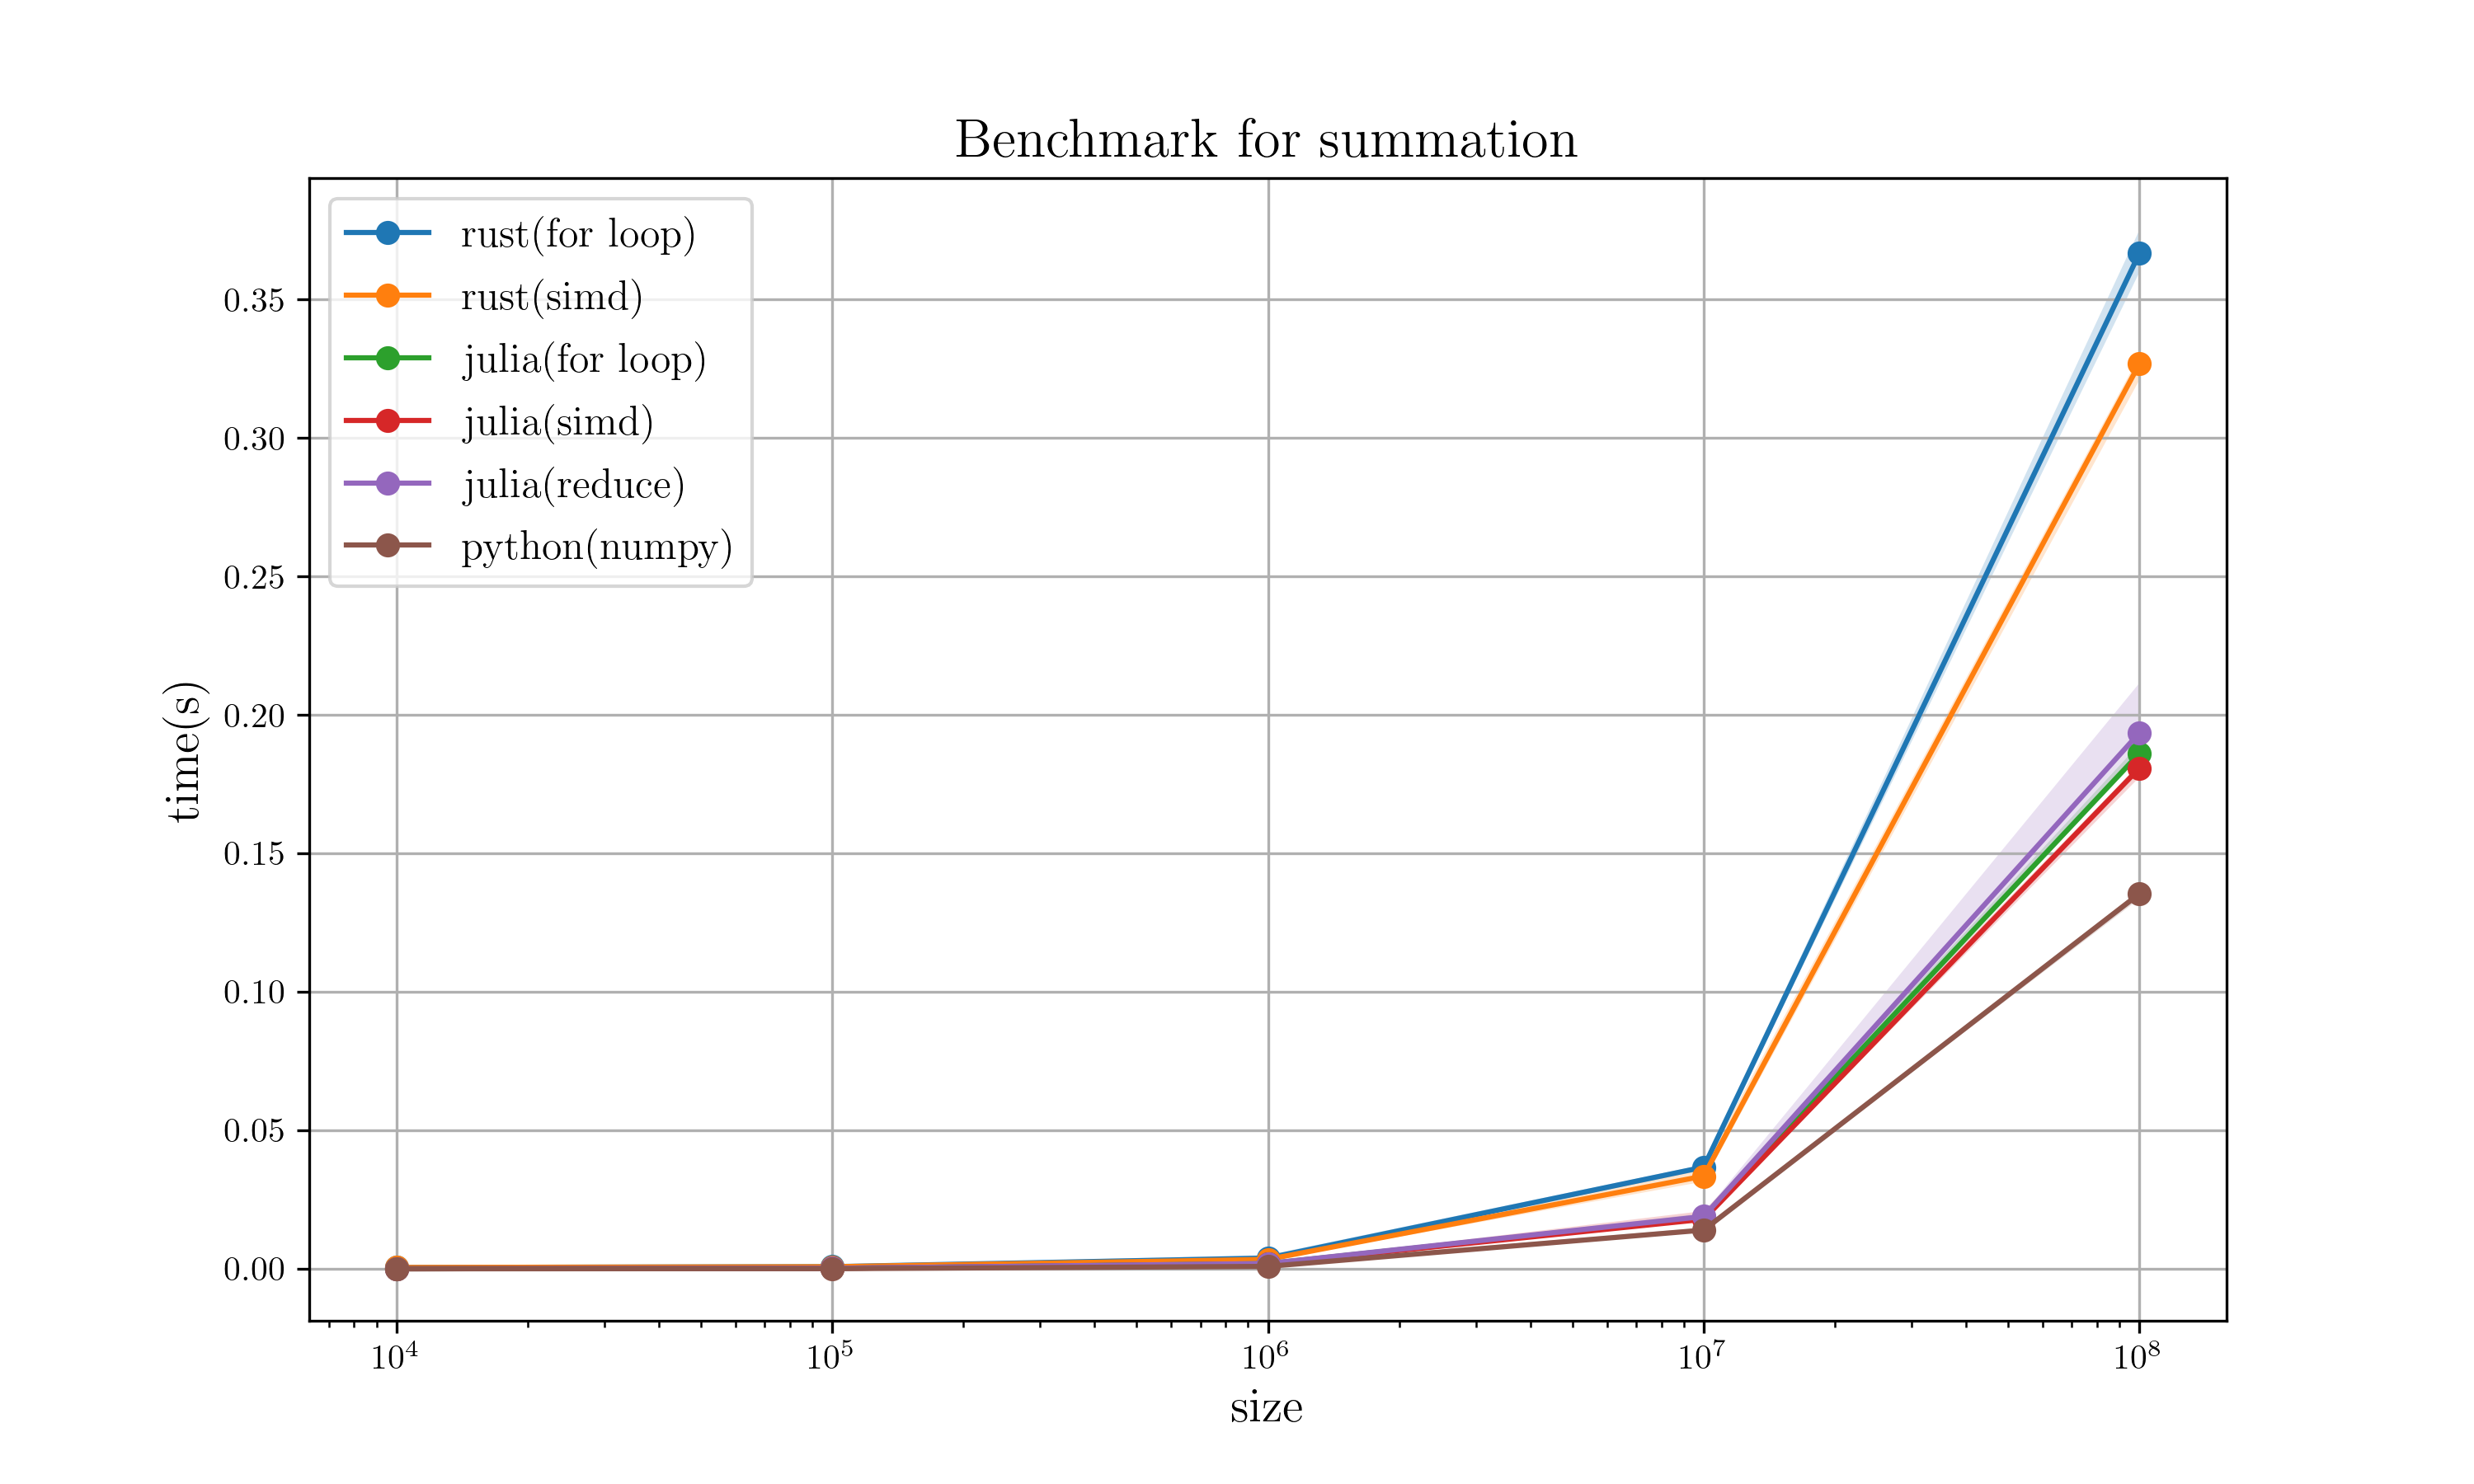 Benchmark for summation
rust(for loop)
rust(simd)
julia(for loop)
julia(simd)
julia(reduce)
python(numpy)
time(s)
0.35
0.30
0.25
0.20
0.15
0.10
0.05
0.00
10⁴ 10⁵ 10⁶ 10⁷ 10⁸
size